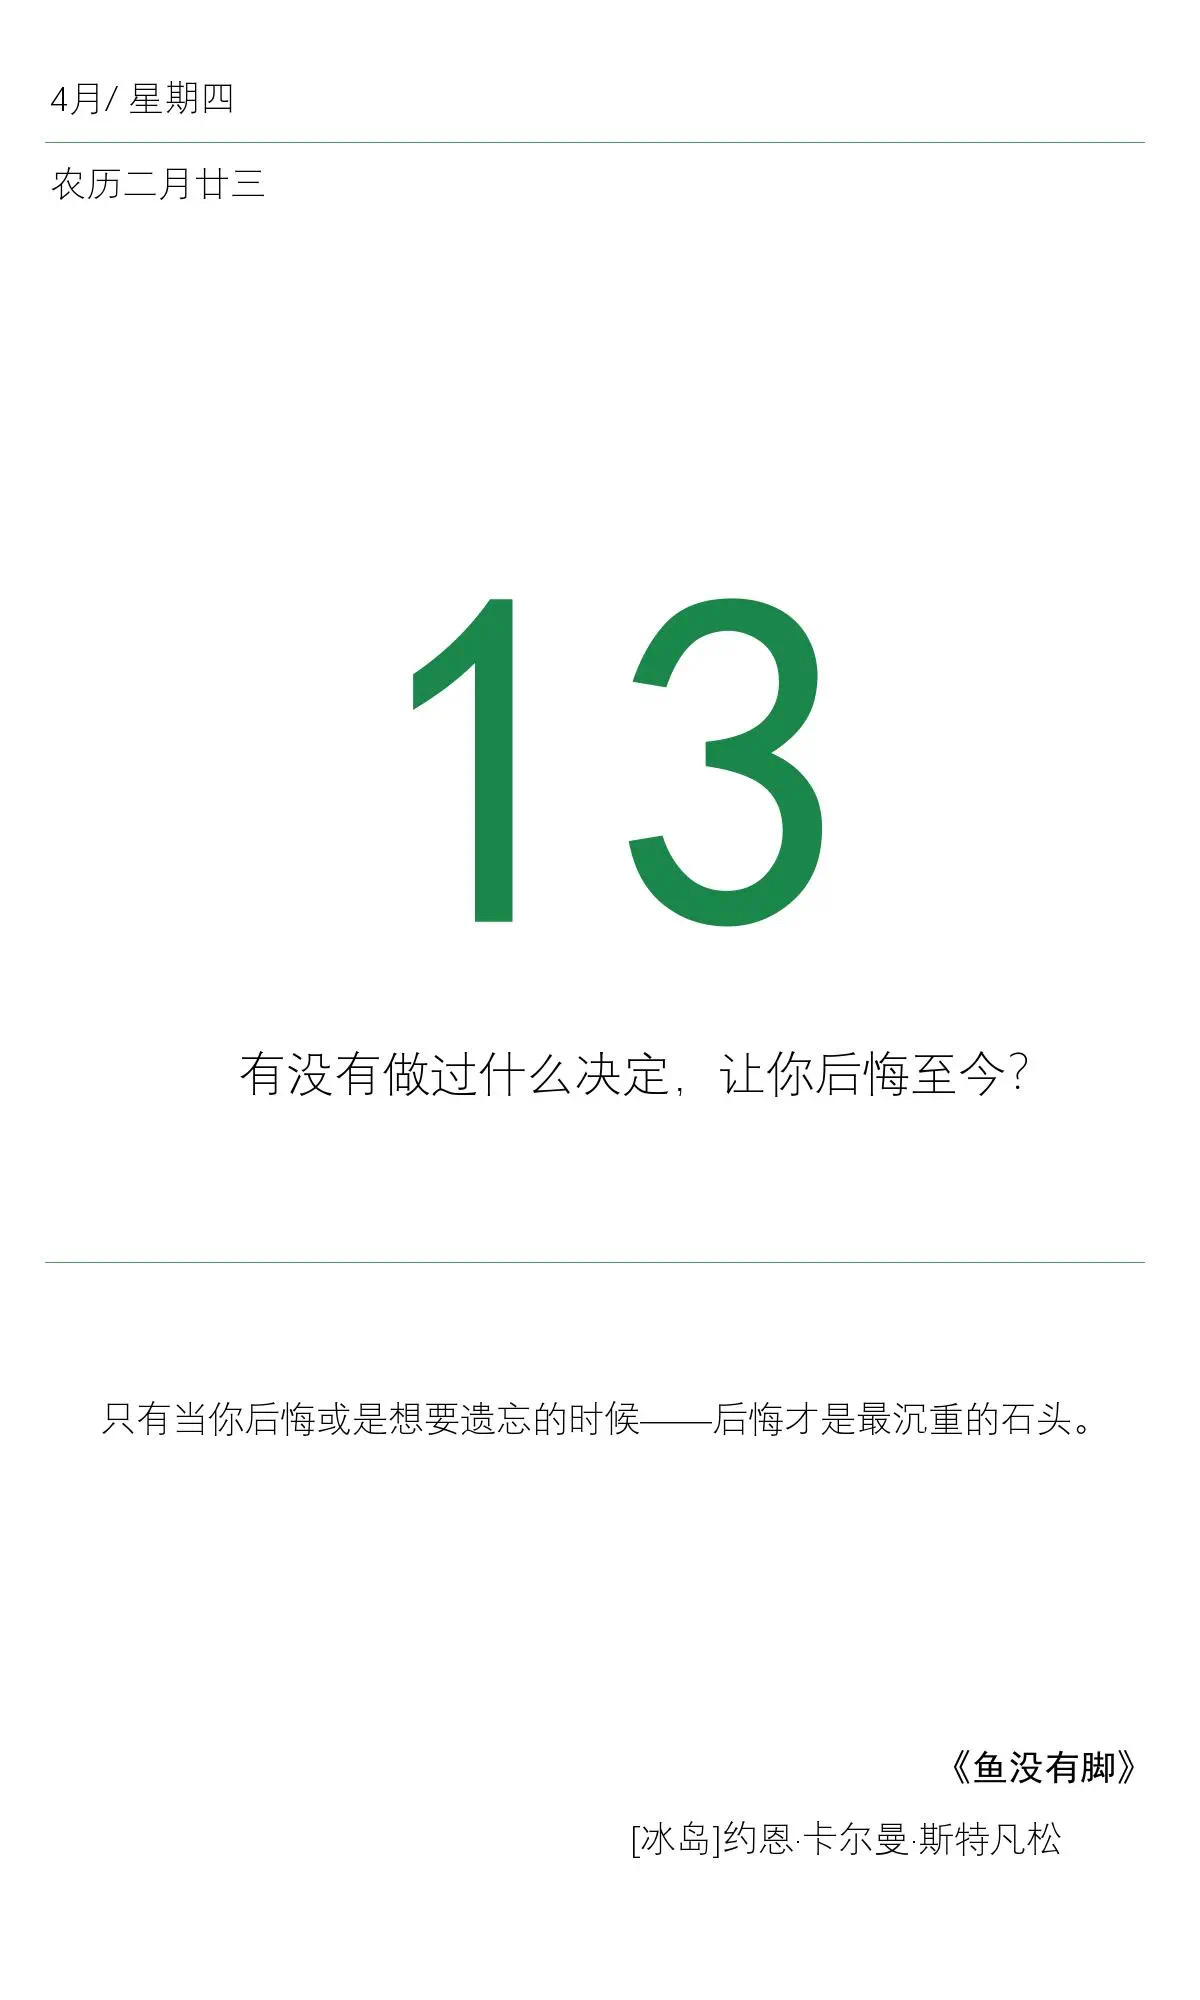 4月/ 星期四
农历二月廿三
13
有没有做过什么决定，让你后悔至今？
只有当你后悔或是想要遗忘的时候——后悔才是最沉重的石头。
《鱼没有脚》
[冰岛]约恩·卡尔曼·斯特凡松